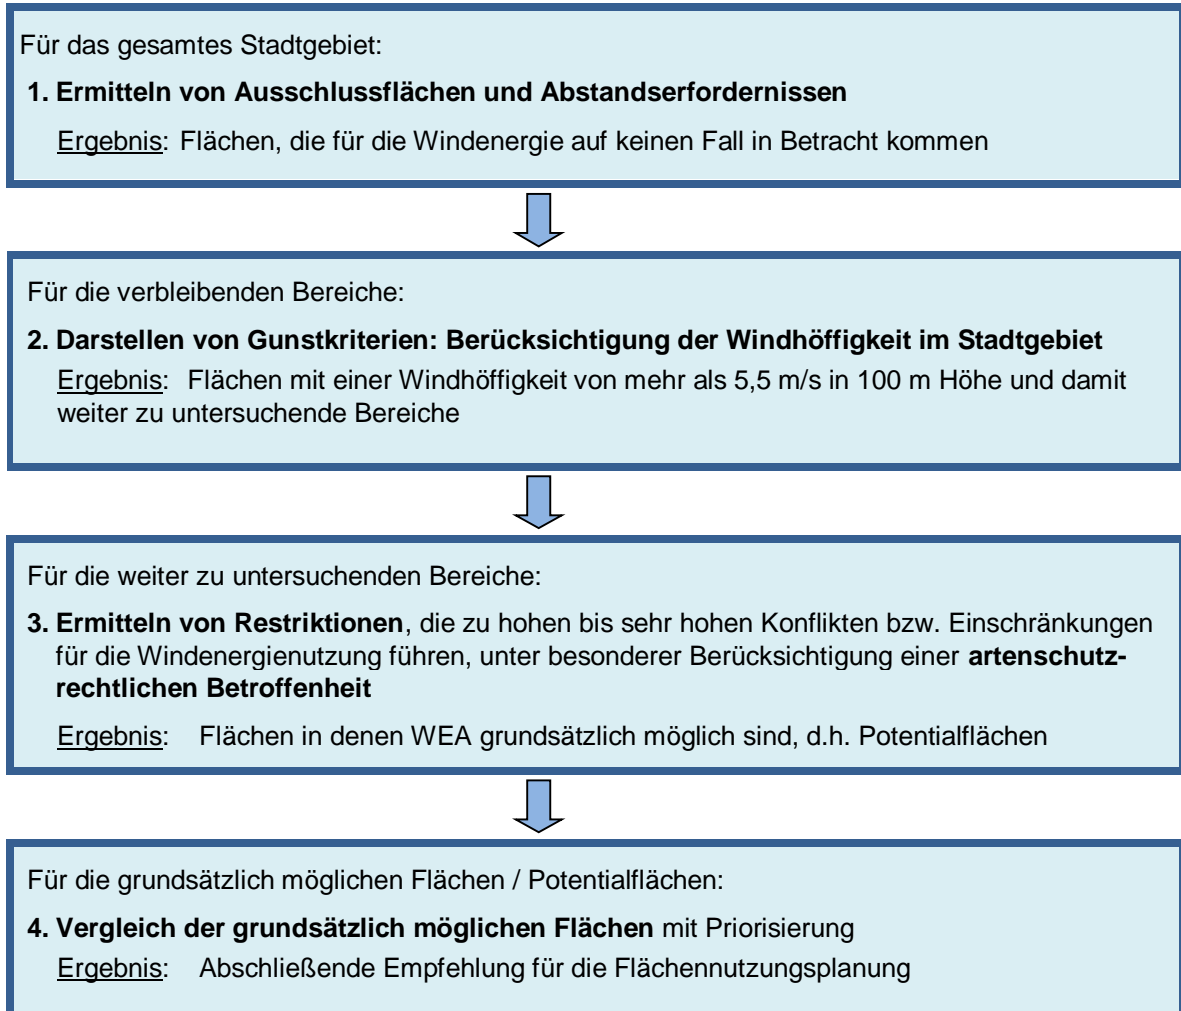 Für das gesamtes Stadtgebiet:
1. Ermitteln von Ausschlussflächen und Abstandserfordernissen
Ergebnis: Flächen, die für die Windenergie auf keinen Fall in Betracht kommen
Für die verbleibenden Bereiche:
2. Darstellen von Gunstkriterien: Berücksichtigung der Windhöffigkeit im Stadtgebiet
Ergebnis: Flächen mit einer Windhöffigkeit von mehr als 5,5 m/s in 100 m Höhe und damit
weiter zu untersuchende Bereiche
Für die weiter zu untersuchenden Bereiche:
3. Ermitteln von Restriktionen, die zu hohen bis sehr hohen Konflikten bzw. Einschränkungen
für die Windenergienutzung führen, unter besonderer Berücksichtigung einer artenschutz-
rechtlichen Betroffenheit
Ergebnis: Flächen in denen WEA grundsätzlich möglich sind, d.h. Potentialflächen
Für die grundsätzlich möglichen Flächen / Potentialflächen:
4. Vergleich der grundsätzlich möglichen Flächen mit Priorisierung
Ergebnis: Abschließende Empfehlung für die Flächennutzungsplanung